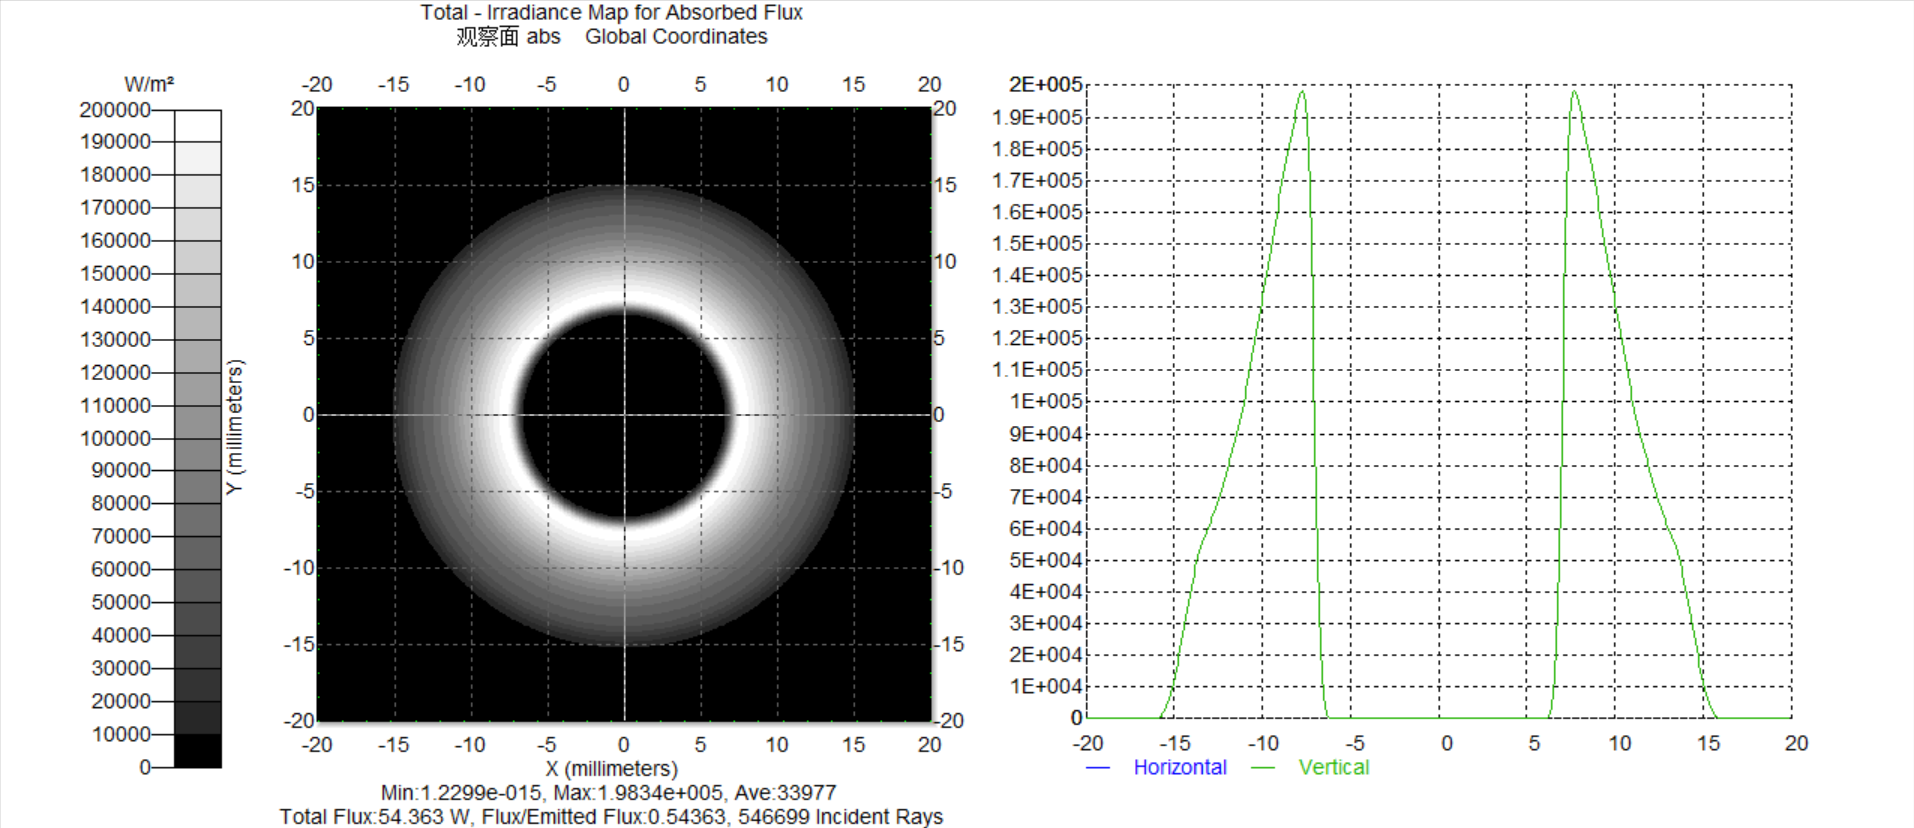 Total - Irradiance Map for Absorbed Flux
观察面 abs Global Coordinates
W/m²
200000
190000
180000
170000
160000
150000
140000
130000
120000
110000
100000
90000
80000
70000
60000
50000
40000
30000
20000
10000
0
-20 -15 -10 -5 0 5 10 15 20
20 20
15 15
10 10
5 5
0 0
-5 -5
-10 -10
-15 -15
-20 -20
Y (millimeters)
-20 -15 -10 -5 0 5 10 15 20
X (millimeters)
Min:1.2299e-015, Max:1.9834e+005, Ave:33977
Total Flux:54.363 W, Flux/Emitted Flux:0.54363, 546699 Incident Rays
2E+005
1.9E+005
1.8E+005
1.7E+005
1.6E+005
1.5E+005
1.4E+005
1.3E+005
1.2E+005
1.1E+005
1E+005
9E+004
8E+004
7E+004
6E+004
5E+004
4E+004
3E+004
2E+004
1E+004
0
-20 -15 -10 -5 0 5 10 15 20
Horizontal Vertical